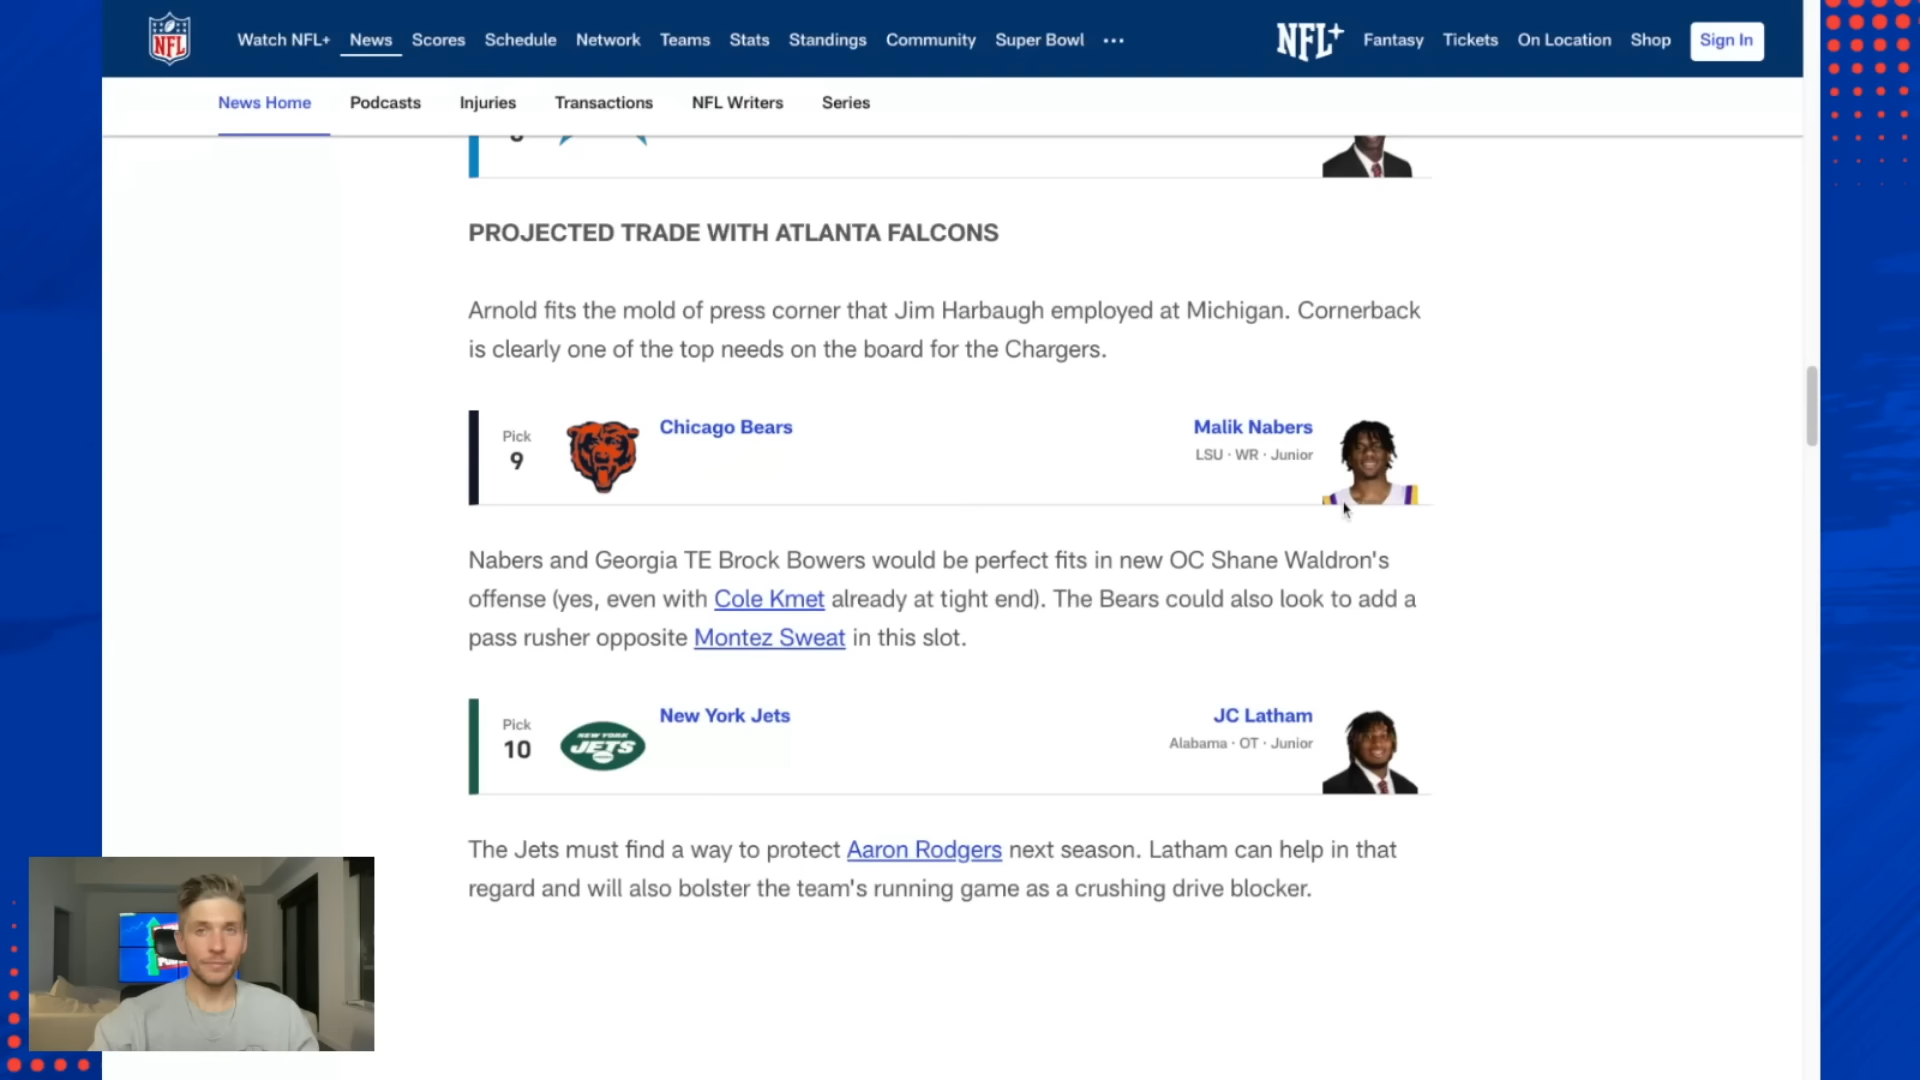 NFL
Watch NFL+ News Scores Schedule Network Teams Stats Standings Community Super Bowl ••• NFL+ Fantasy Tickets On Location Shop Sign In
News Home Podcasts Injuries Transactions NFL Writers Series
PROJECTED TRADE WITH ATLANTA FALCONS
Arnold fits the mold of press corner that Jim Harbaugh employed at Michigan. Cornerback
is clearly one of the top needs on the board for the Chargers.
Pick
9
Chicago Bears
Malik Nabers
LSU · WR · Junior
Nabers and Georgia TE Brock Bowers would be perfect fits in new OC Shane Waldron's
offense (yes, even with Cole Kmet already at tight end). The Bears could also look to add a
pass rusher opposite Montez Sweat in this slot.
Pick
10
NEW YORK
JETS
New York Jets
JC Latham
Alabama · OT · Junior
The Jets must find a way to protect Aaron Rodgers next season. Latham can help in that
regard and will also bolster the team's running game as a crushing drive blocker.